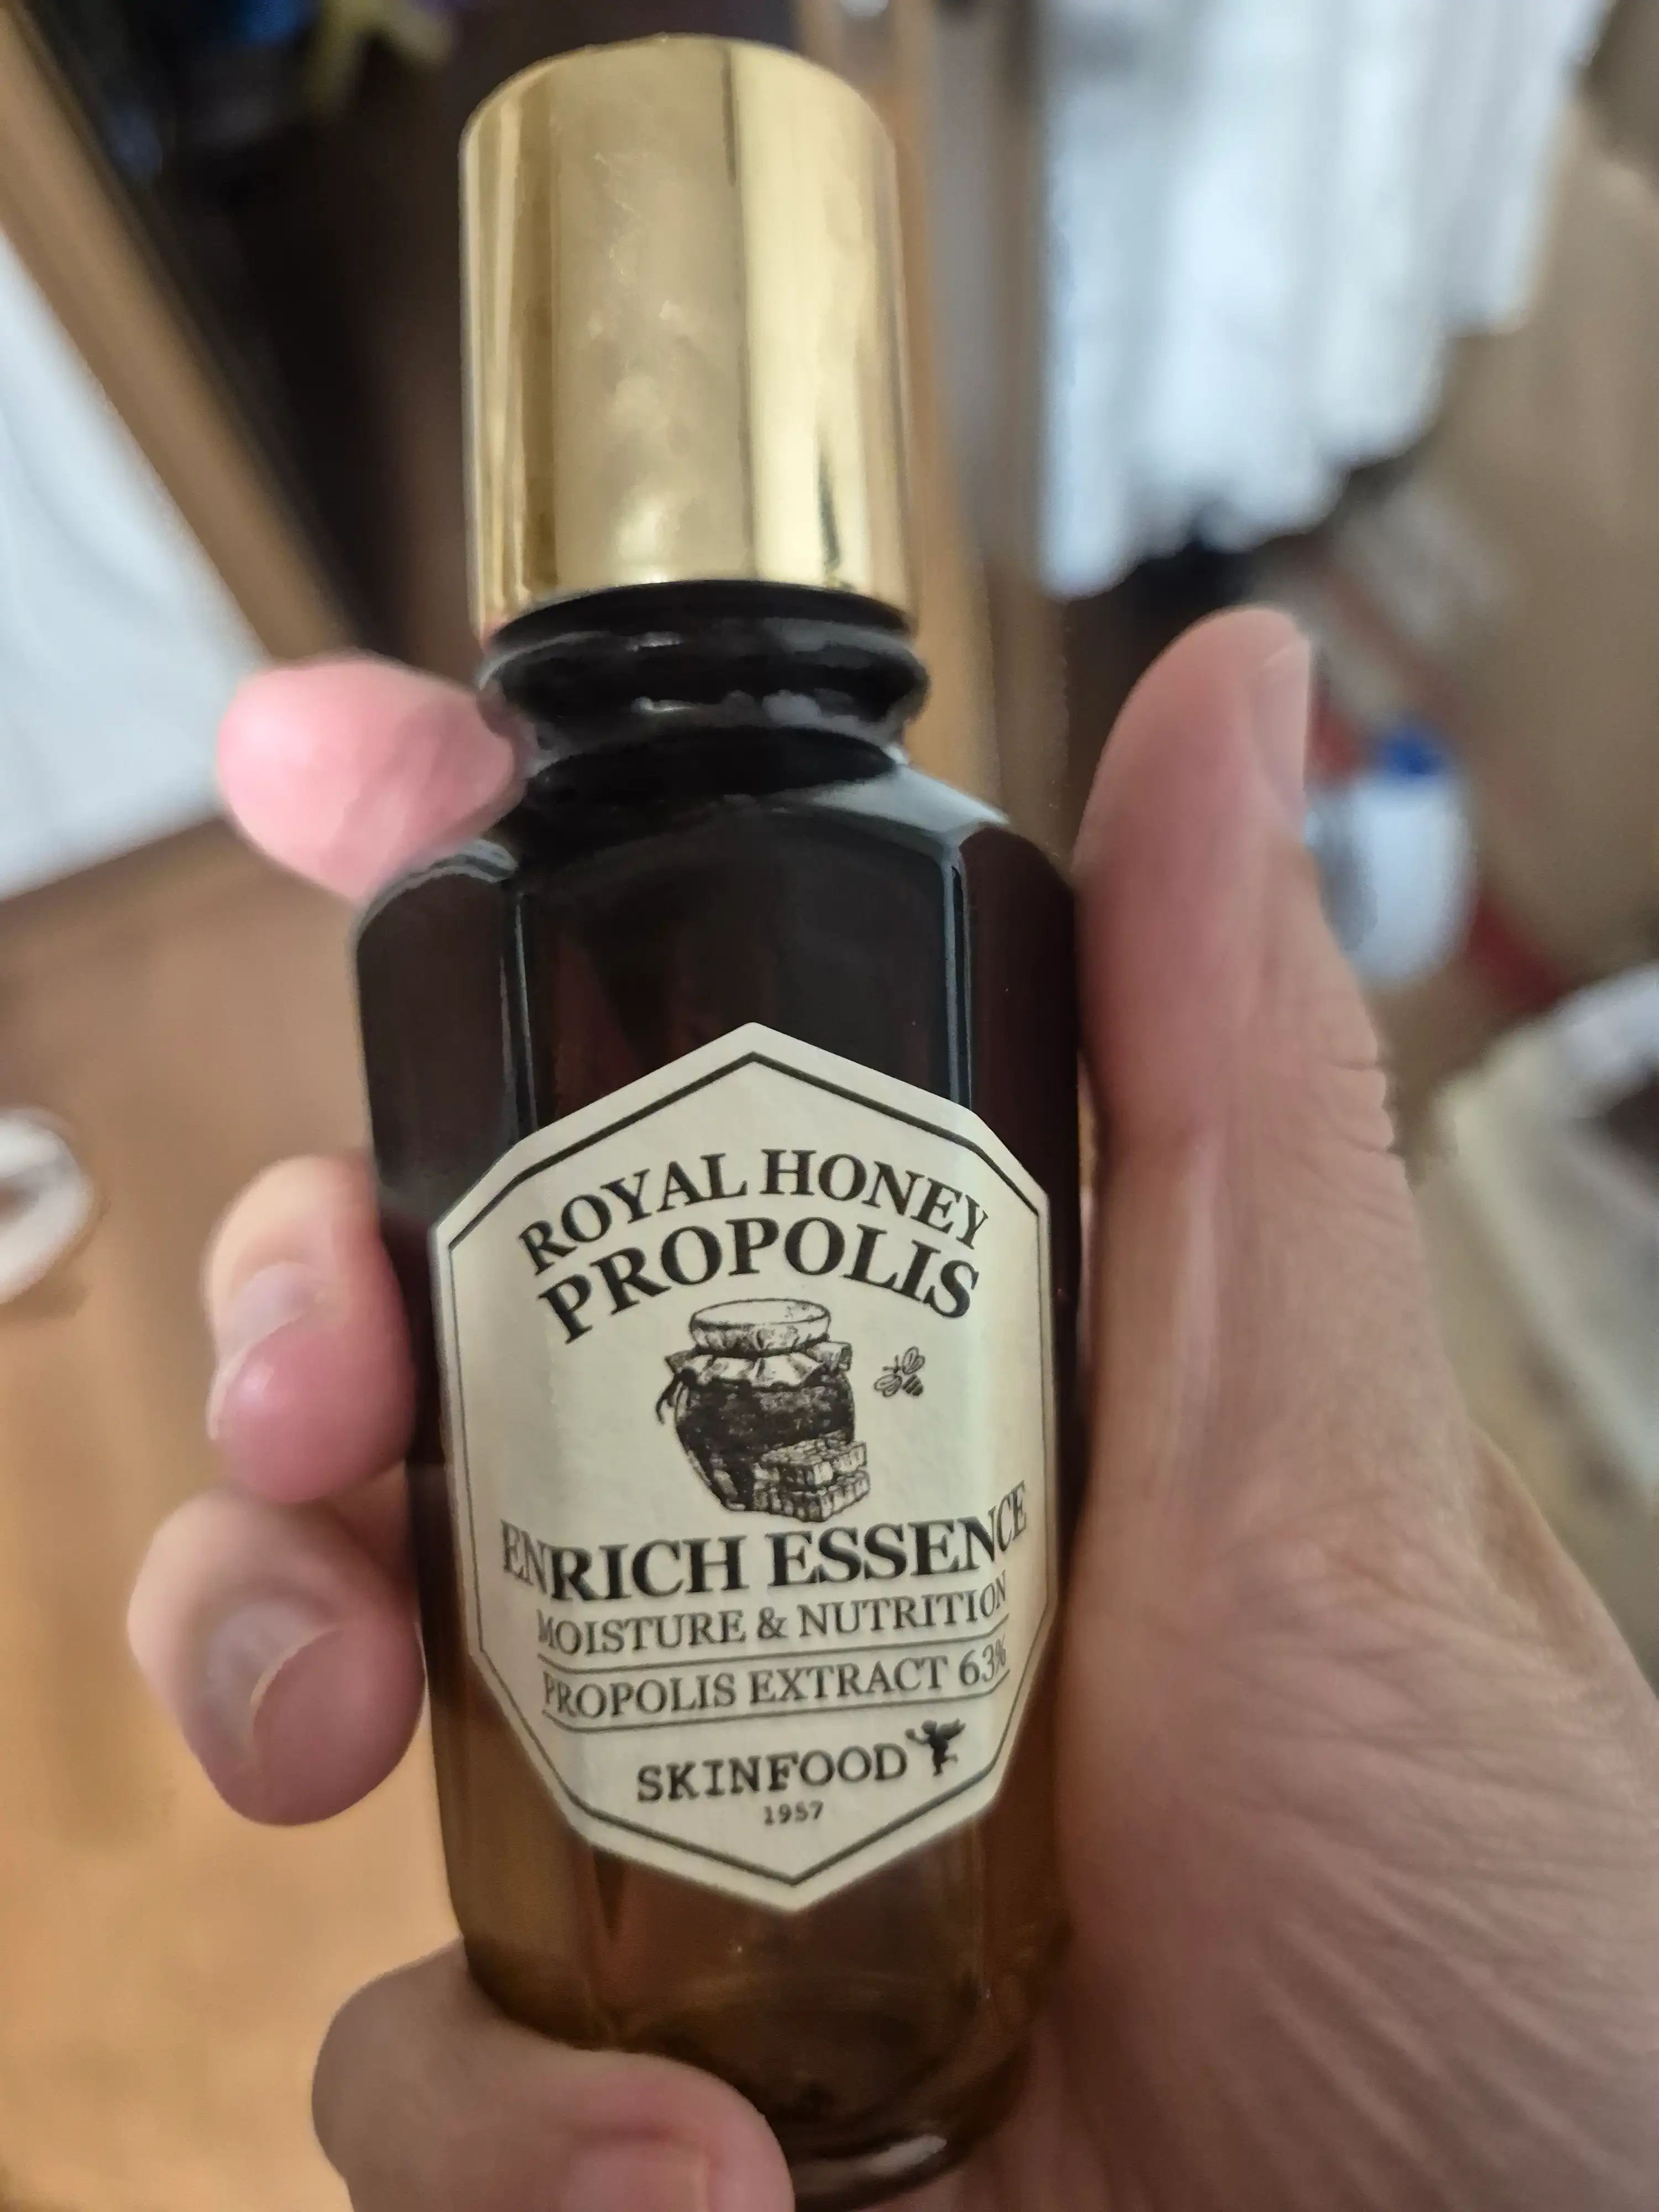 ROYAL HONEY
PROPOLIS
ENRICH ESSENCE
MOISTURE & NUTRITION
PROPOLIS EXTRACT 63%
SKINFOOD
1957